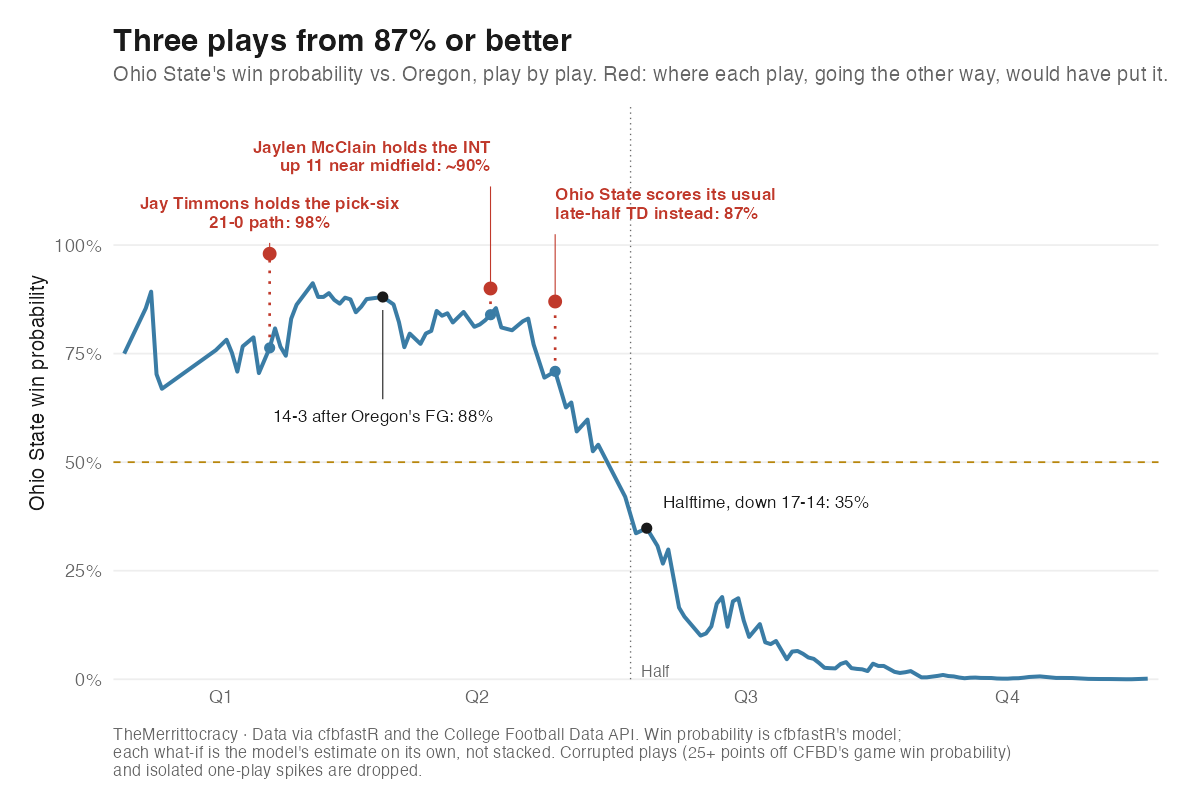 Three plays from 87% or better
Ohio State's win probability vs. Oregon, play by play. Red: where each play, going the other way, would have put it.
Jaylen McClain holds the INT
up 11 near midfield: ~90%
Jay Timmons holds the pick-six
21-0 path: 98%
Ohio State scores its usual
late-half TD instead: 87%
100%
75%
50%
25%
0%
Ohio State win probability
14-3 after Oregon's FG: 88%
Halftime, down 17-14: 35%
Half
Q1
Q2
Q3
Q4
TheMerrittocracy · Data via cfbfastR and the College Football Data API. Win probability is cfbfastR's model;
each what-if is the model's estimate on its own, not stacked. Corrupted plays (25+ points off CFBD's game win probability)
and isolated one-play spikes are dropped.